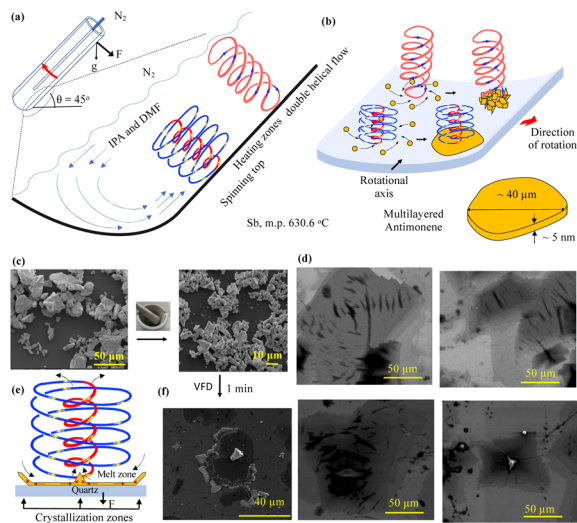 (a)
N2
F
g
N2
θ = 45o
IPA and DMF
Heating zones
double helical flow
Spinning top
Sb, m.p. 630.6 oC
(b)
Direction
of rotation
Rotational
axis
Multilayered
Antimonene
~ 40 µm
~ 5 nm
(c)
50 µm
10 µm
VFD
1 min
(d)
50 µm
50 µm
50 µm
50 µm
(e)
Melt zone
Quartz
F
Crystallization zones
(f)
40 µm